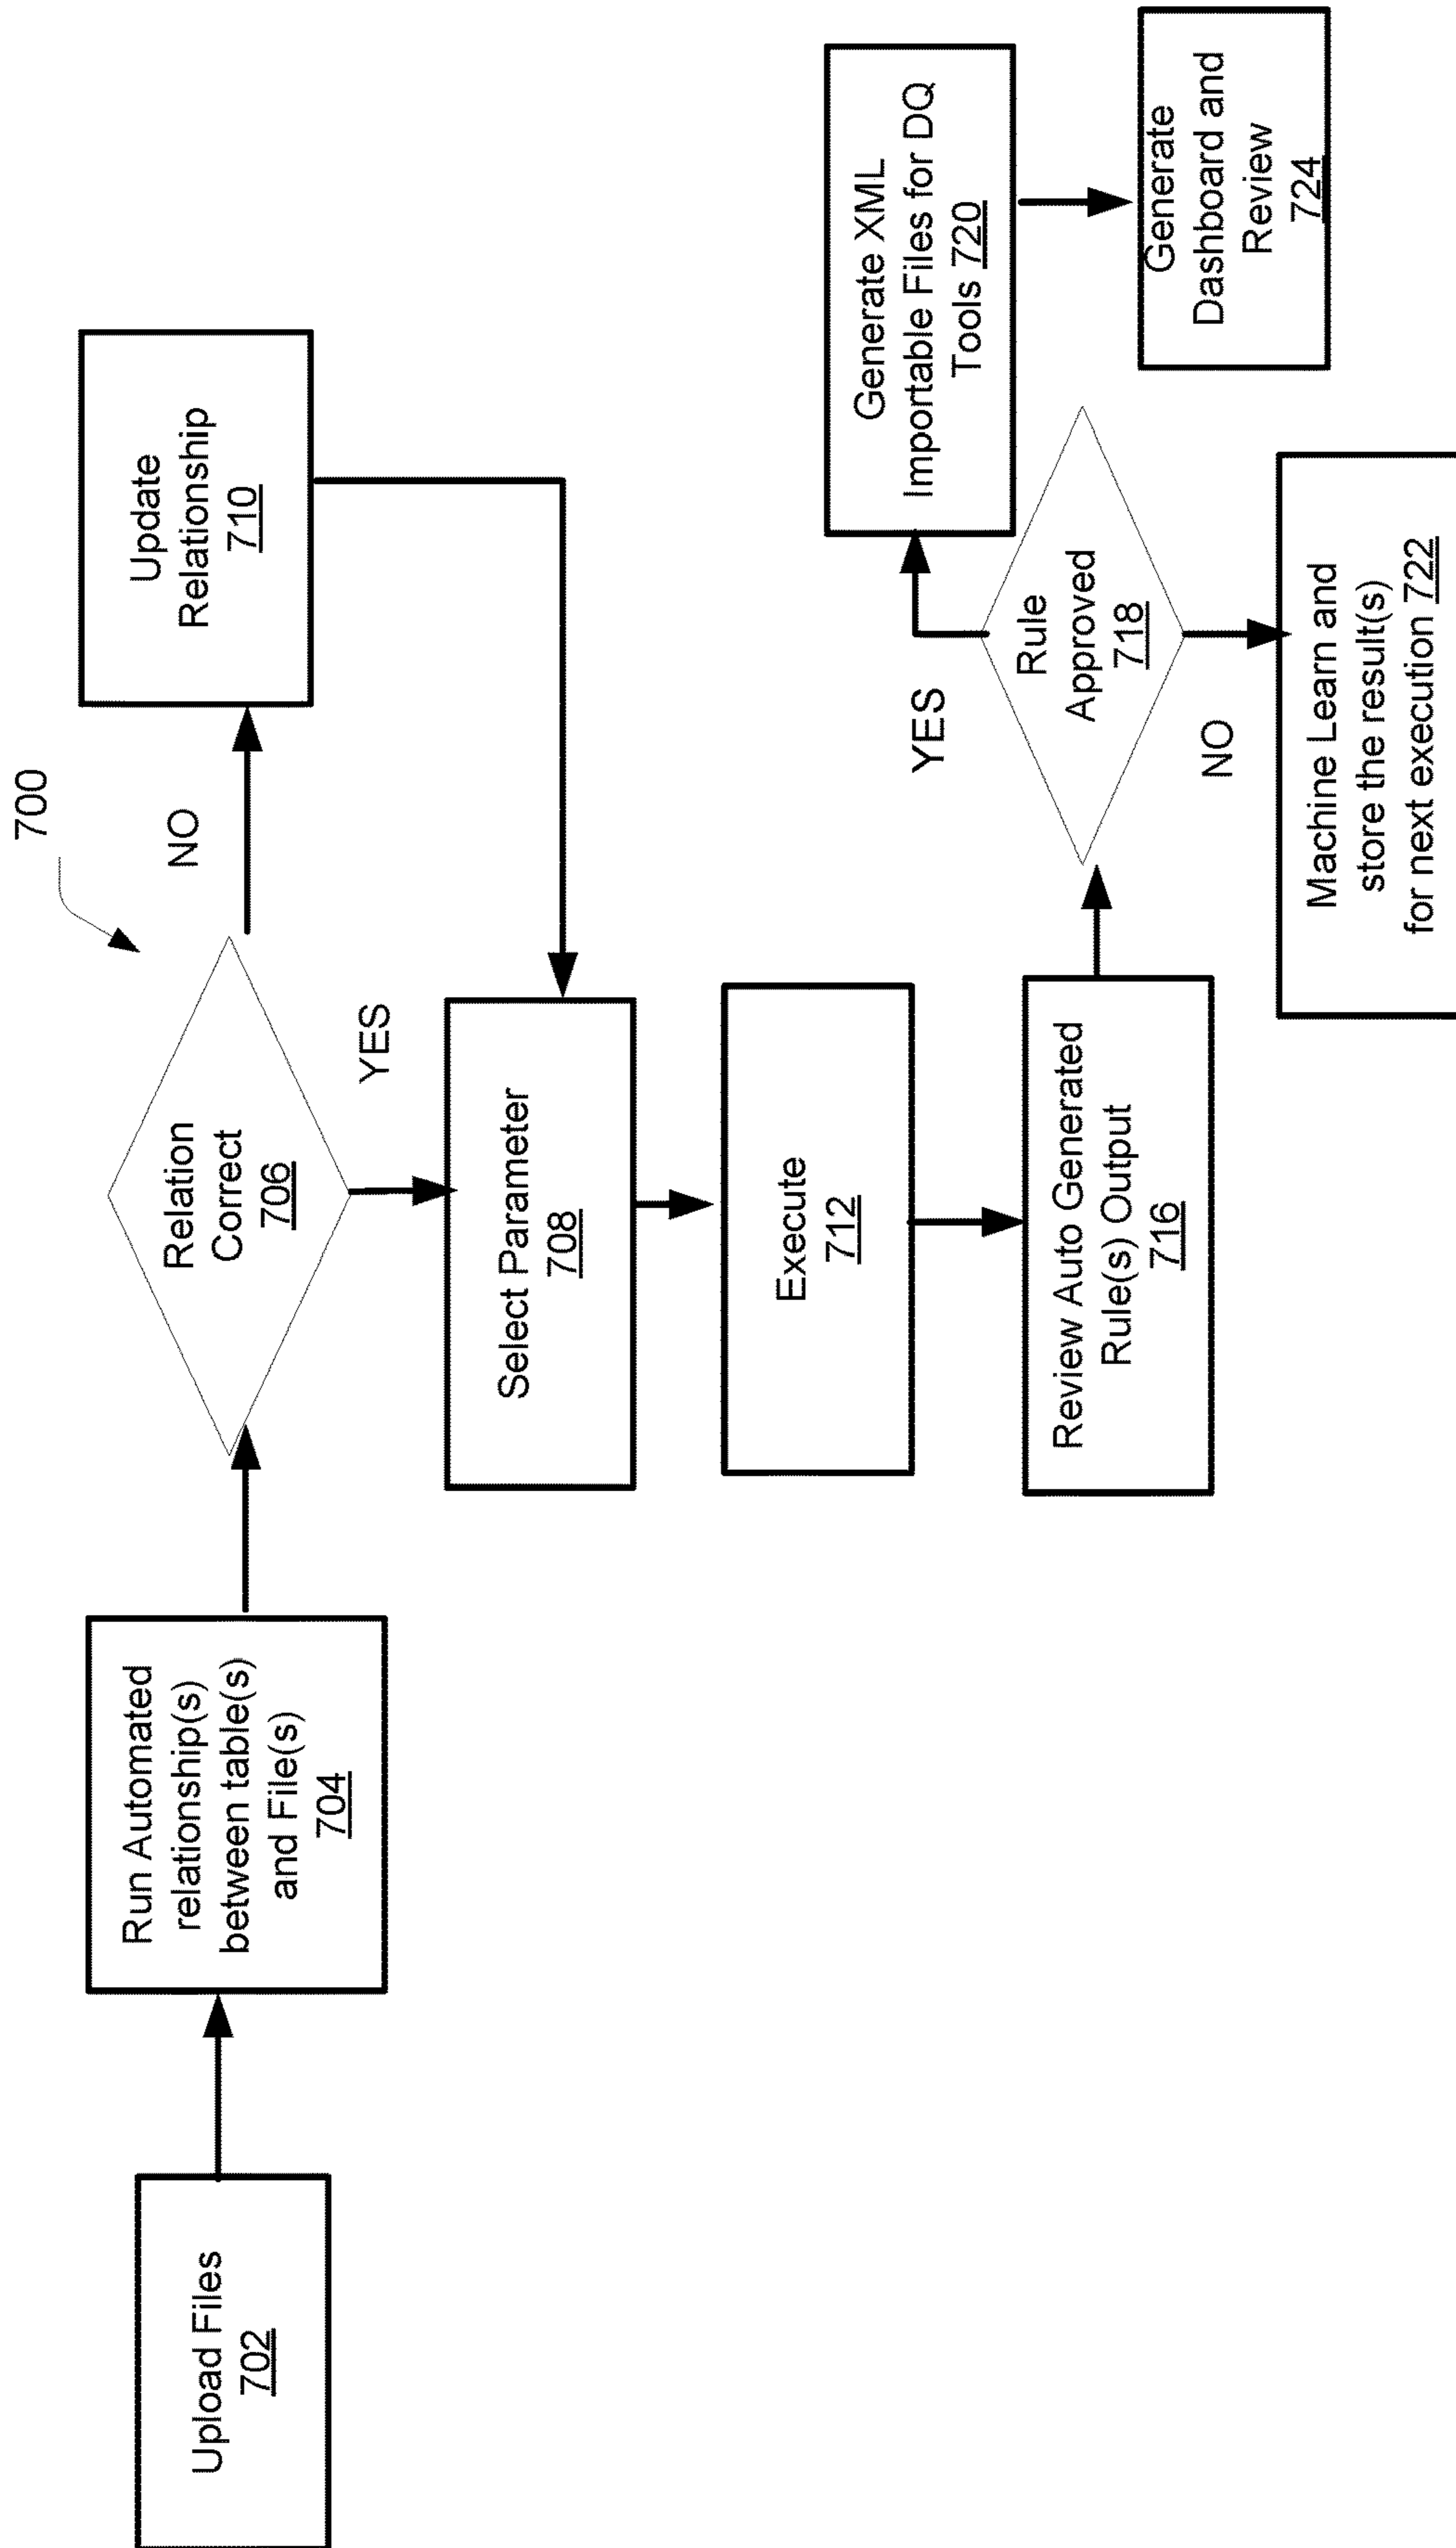 700
Upload Files
702
Run Automated
relationship(s)
between table(s)
and File(s)
704
Relation
Correct
706
NO
Update
Relationship
710
YES
Select Parameter
708
Execute
712
Review Auto Generated
Rule(s) Output
716
Rule
Approved
718
YES
Generate XML
Importable Files for DQ
Tools 720
Generate
Dashboard and
Review
724
NO
Machine Learn and
store the result(s)
for next execution 722